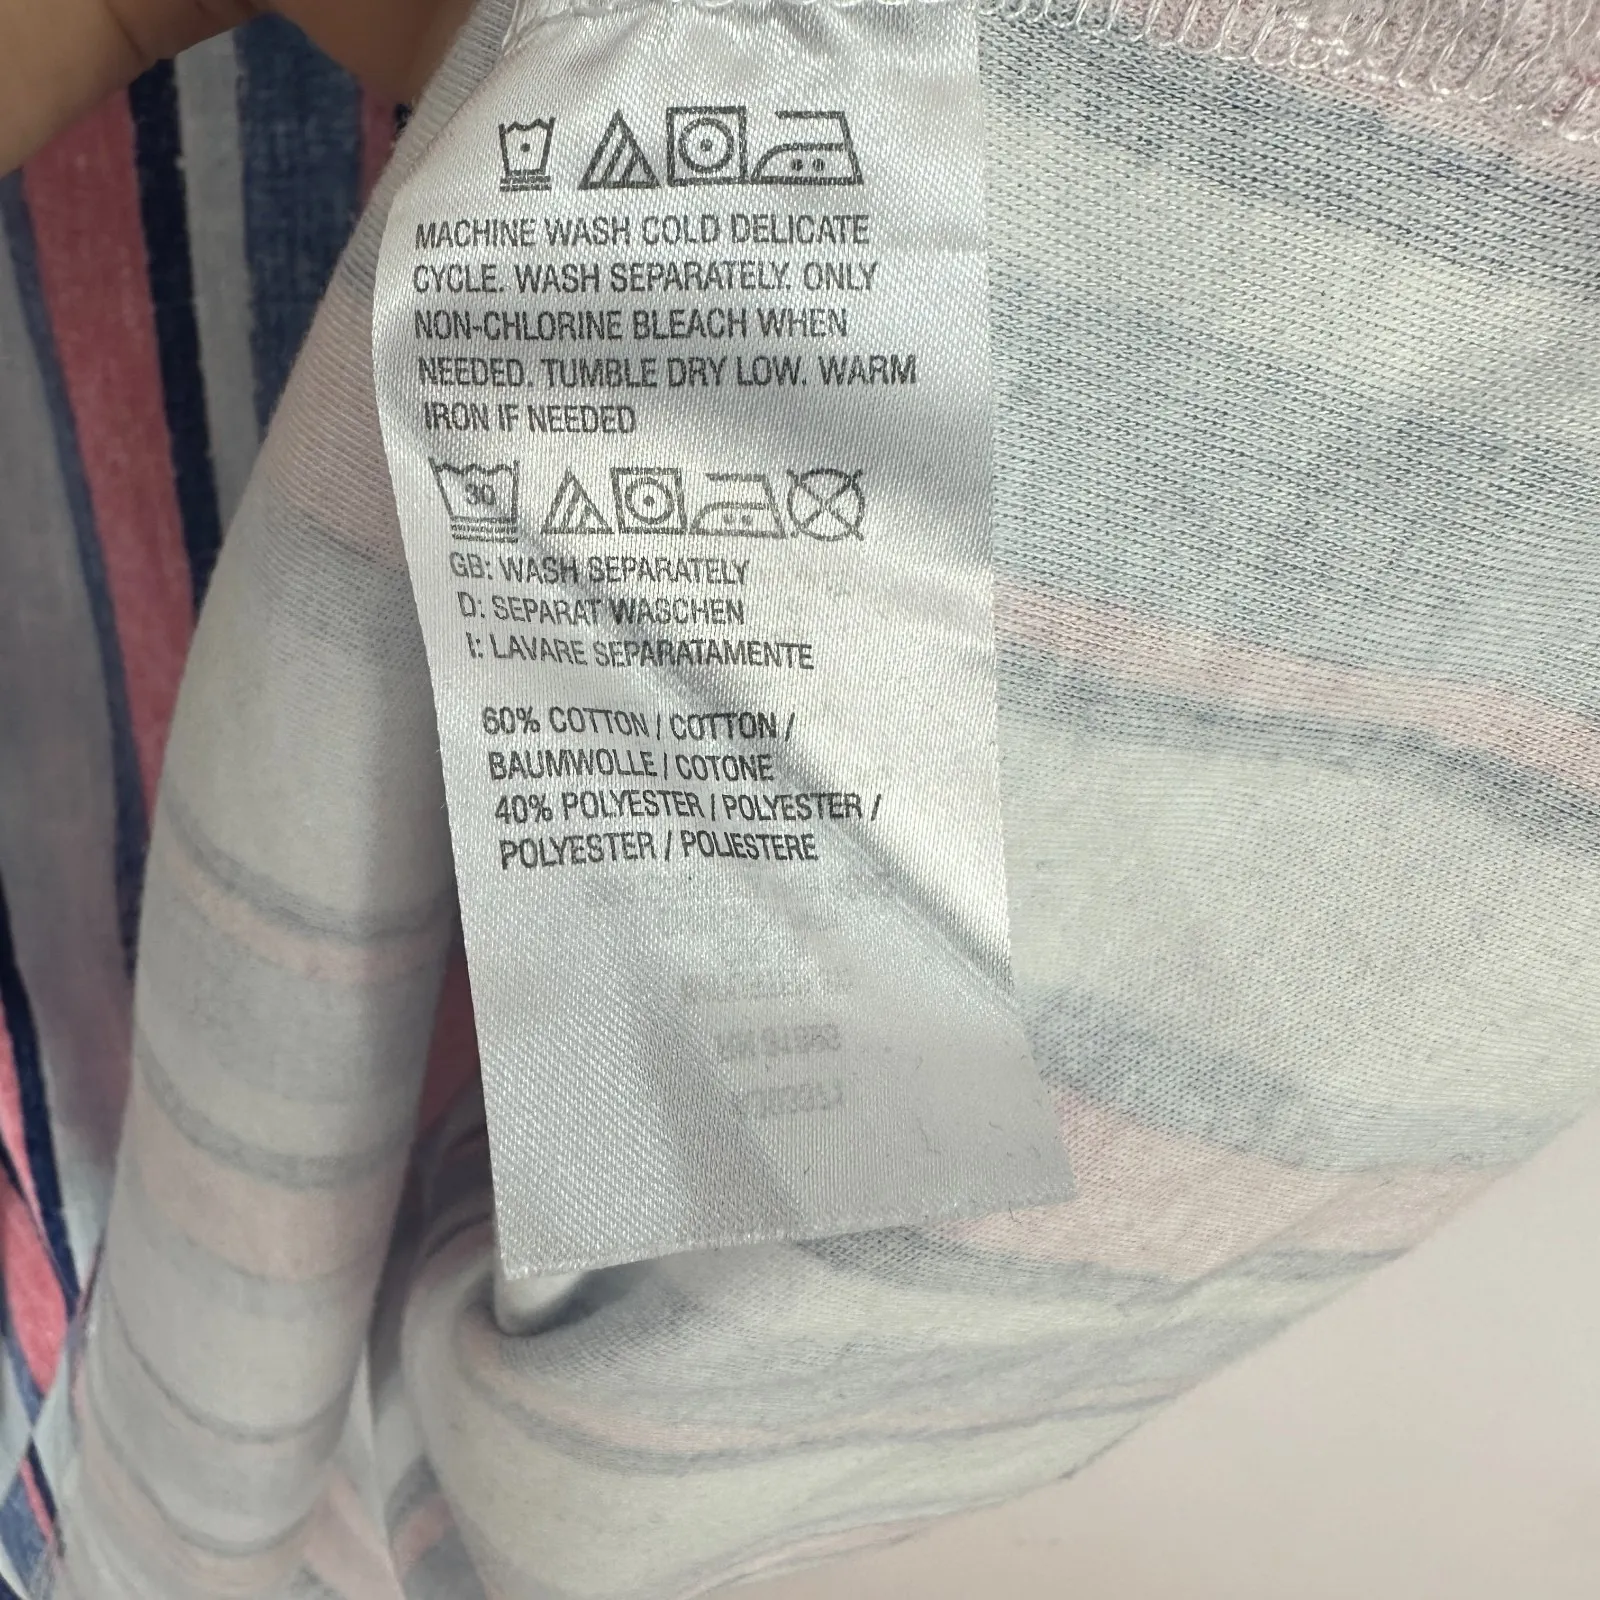 MACHINE WASH COLD DELICATE
CYCLE. WASH SEPARATELY. ONLY
NON-CHLORINE BLEACH WHEN
NEEDED. TUMBLE DRY LOW. WARM
IRON IF NEEDED
30
GB: WASH SEPARATELY
D: SEPARAT WASCHEN
I: LAVARE SEPARATAMENTE
60% COTTON / COTTON /
BAUMWOLLE / COTONE
40% POLYESTER / POLYESTER /
POLYESTER / POLIESTERE